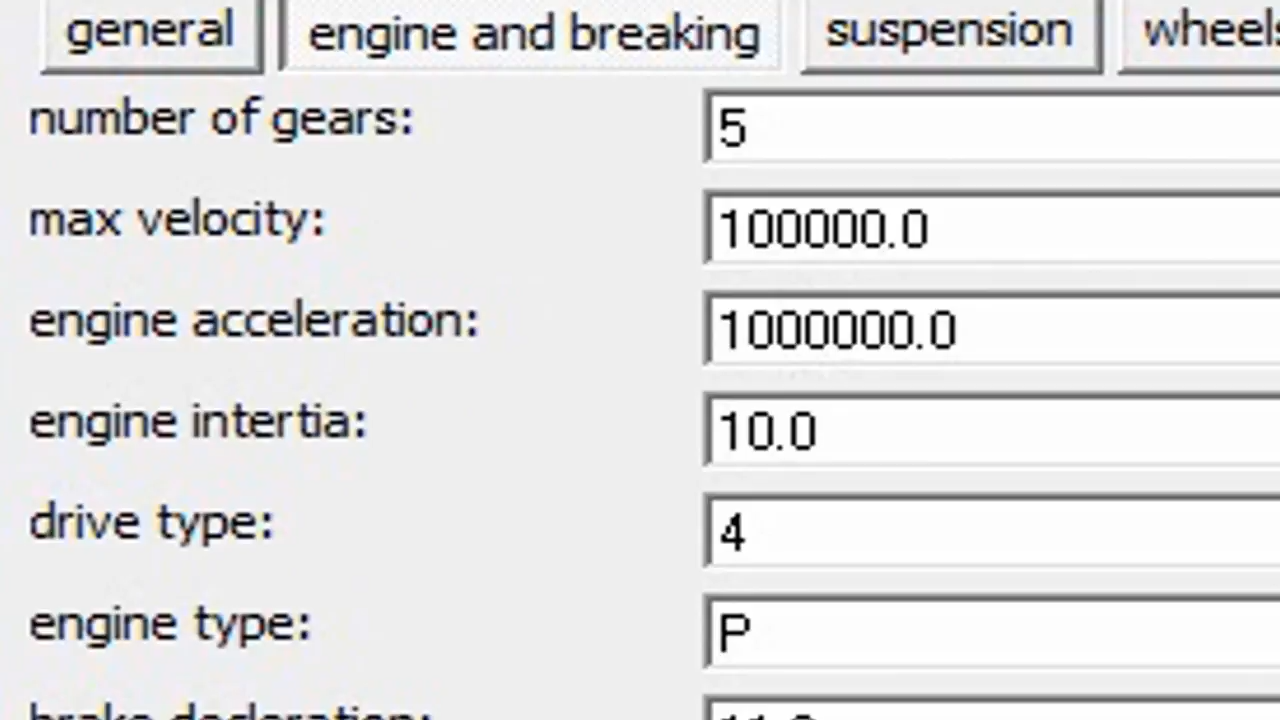 general engine and breaking suspension wheels
number of gears: 5
max velocity: 100000.0
engine acceleration: 1000000.0
engine intertia: 10.0
drive type: 4
engine type: P